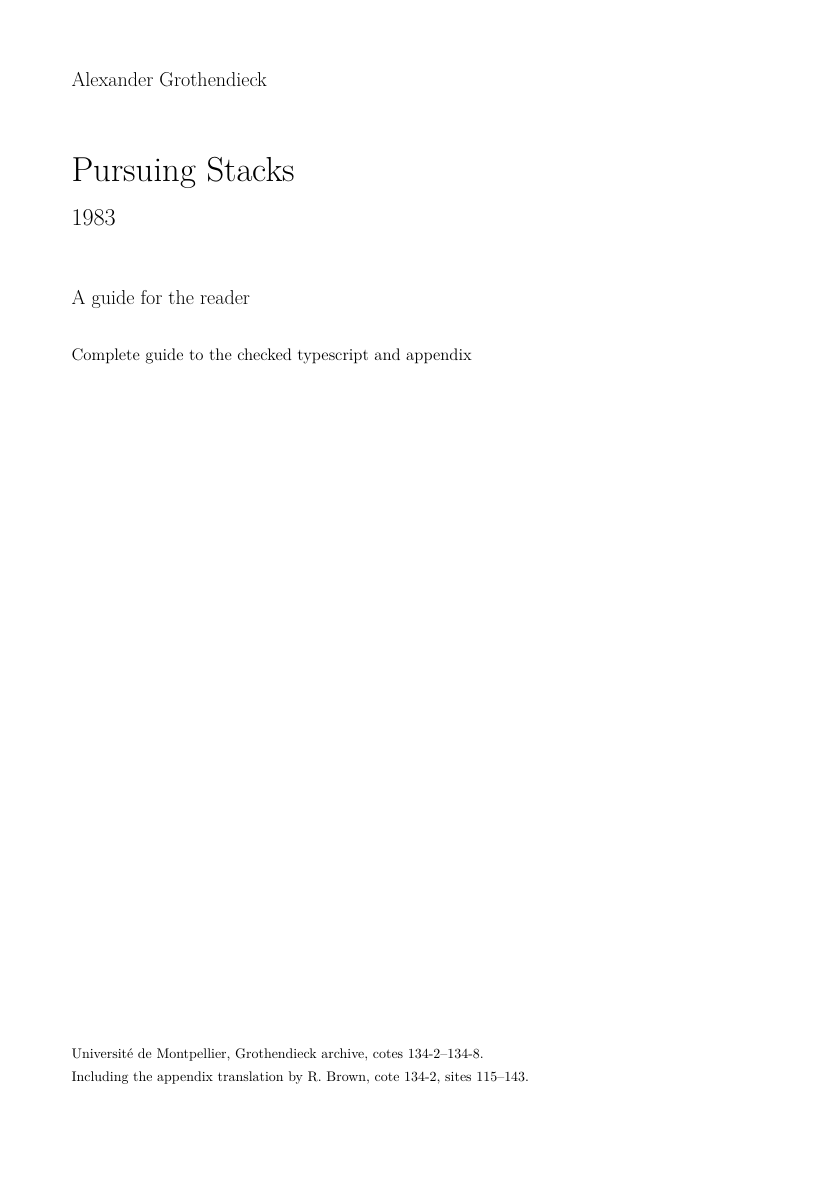 Alexander Grothendieck
Pursuing Stacks
1983
A guide for the reader
Complete guide to the checked typescript and appendix
Université de Montpellier, Grothendieck archive, cotes 134-2–134-8.
Including the appendix translation by R. Brown, cote 134-2, sites 115–143.